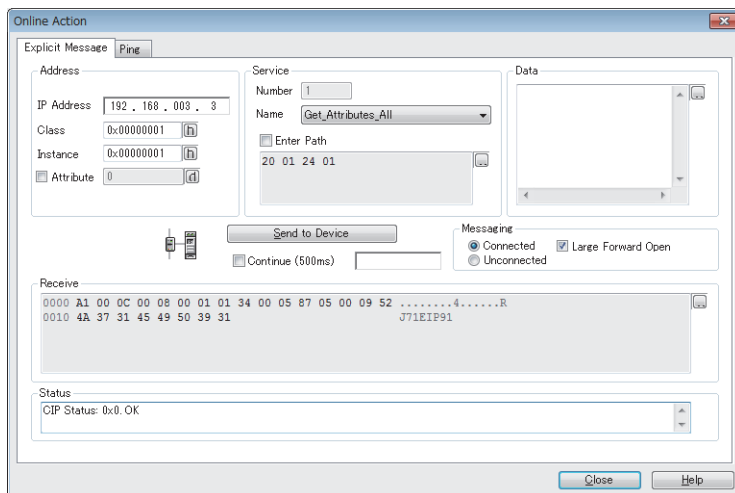 Online Action
Explicit Message Ping
Address
IP Address 192 . 168 . 003 . 3
Class 0x00000001 h
Instance 0x00000001 h
Attribute 0 d
Service
Number 1
Name Get_Attributes_All
Enter Path
20 01 24 01 ...
Data
...
Send to Device
Continue (500ms)
Messaging
Connected Large Forward Open
Unconnected
Receive
0000 A1 00 0C 00 08 00 01 01 34 00 05 87 05 00 09 52 ........4......R
0010 4A 37 31 45 49 50 39 31 J71EIP91
...
Status
CIP Status: 0x0. OK
Close Help